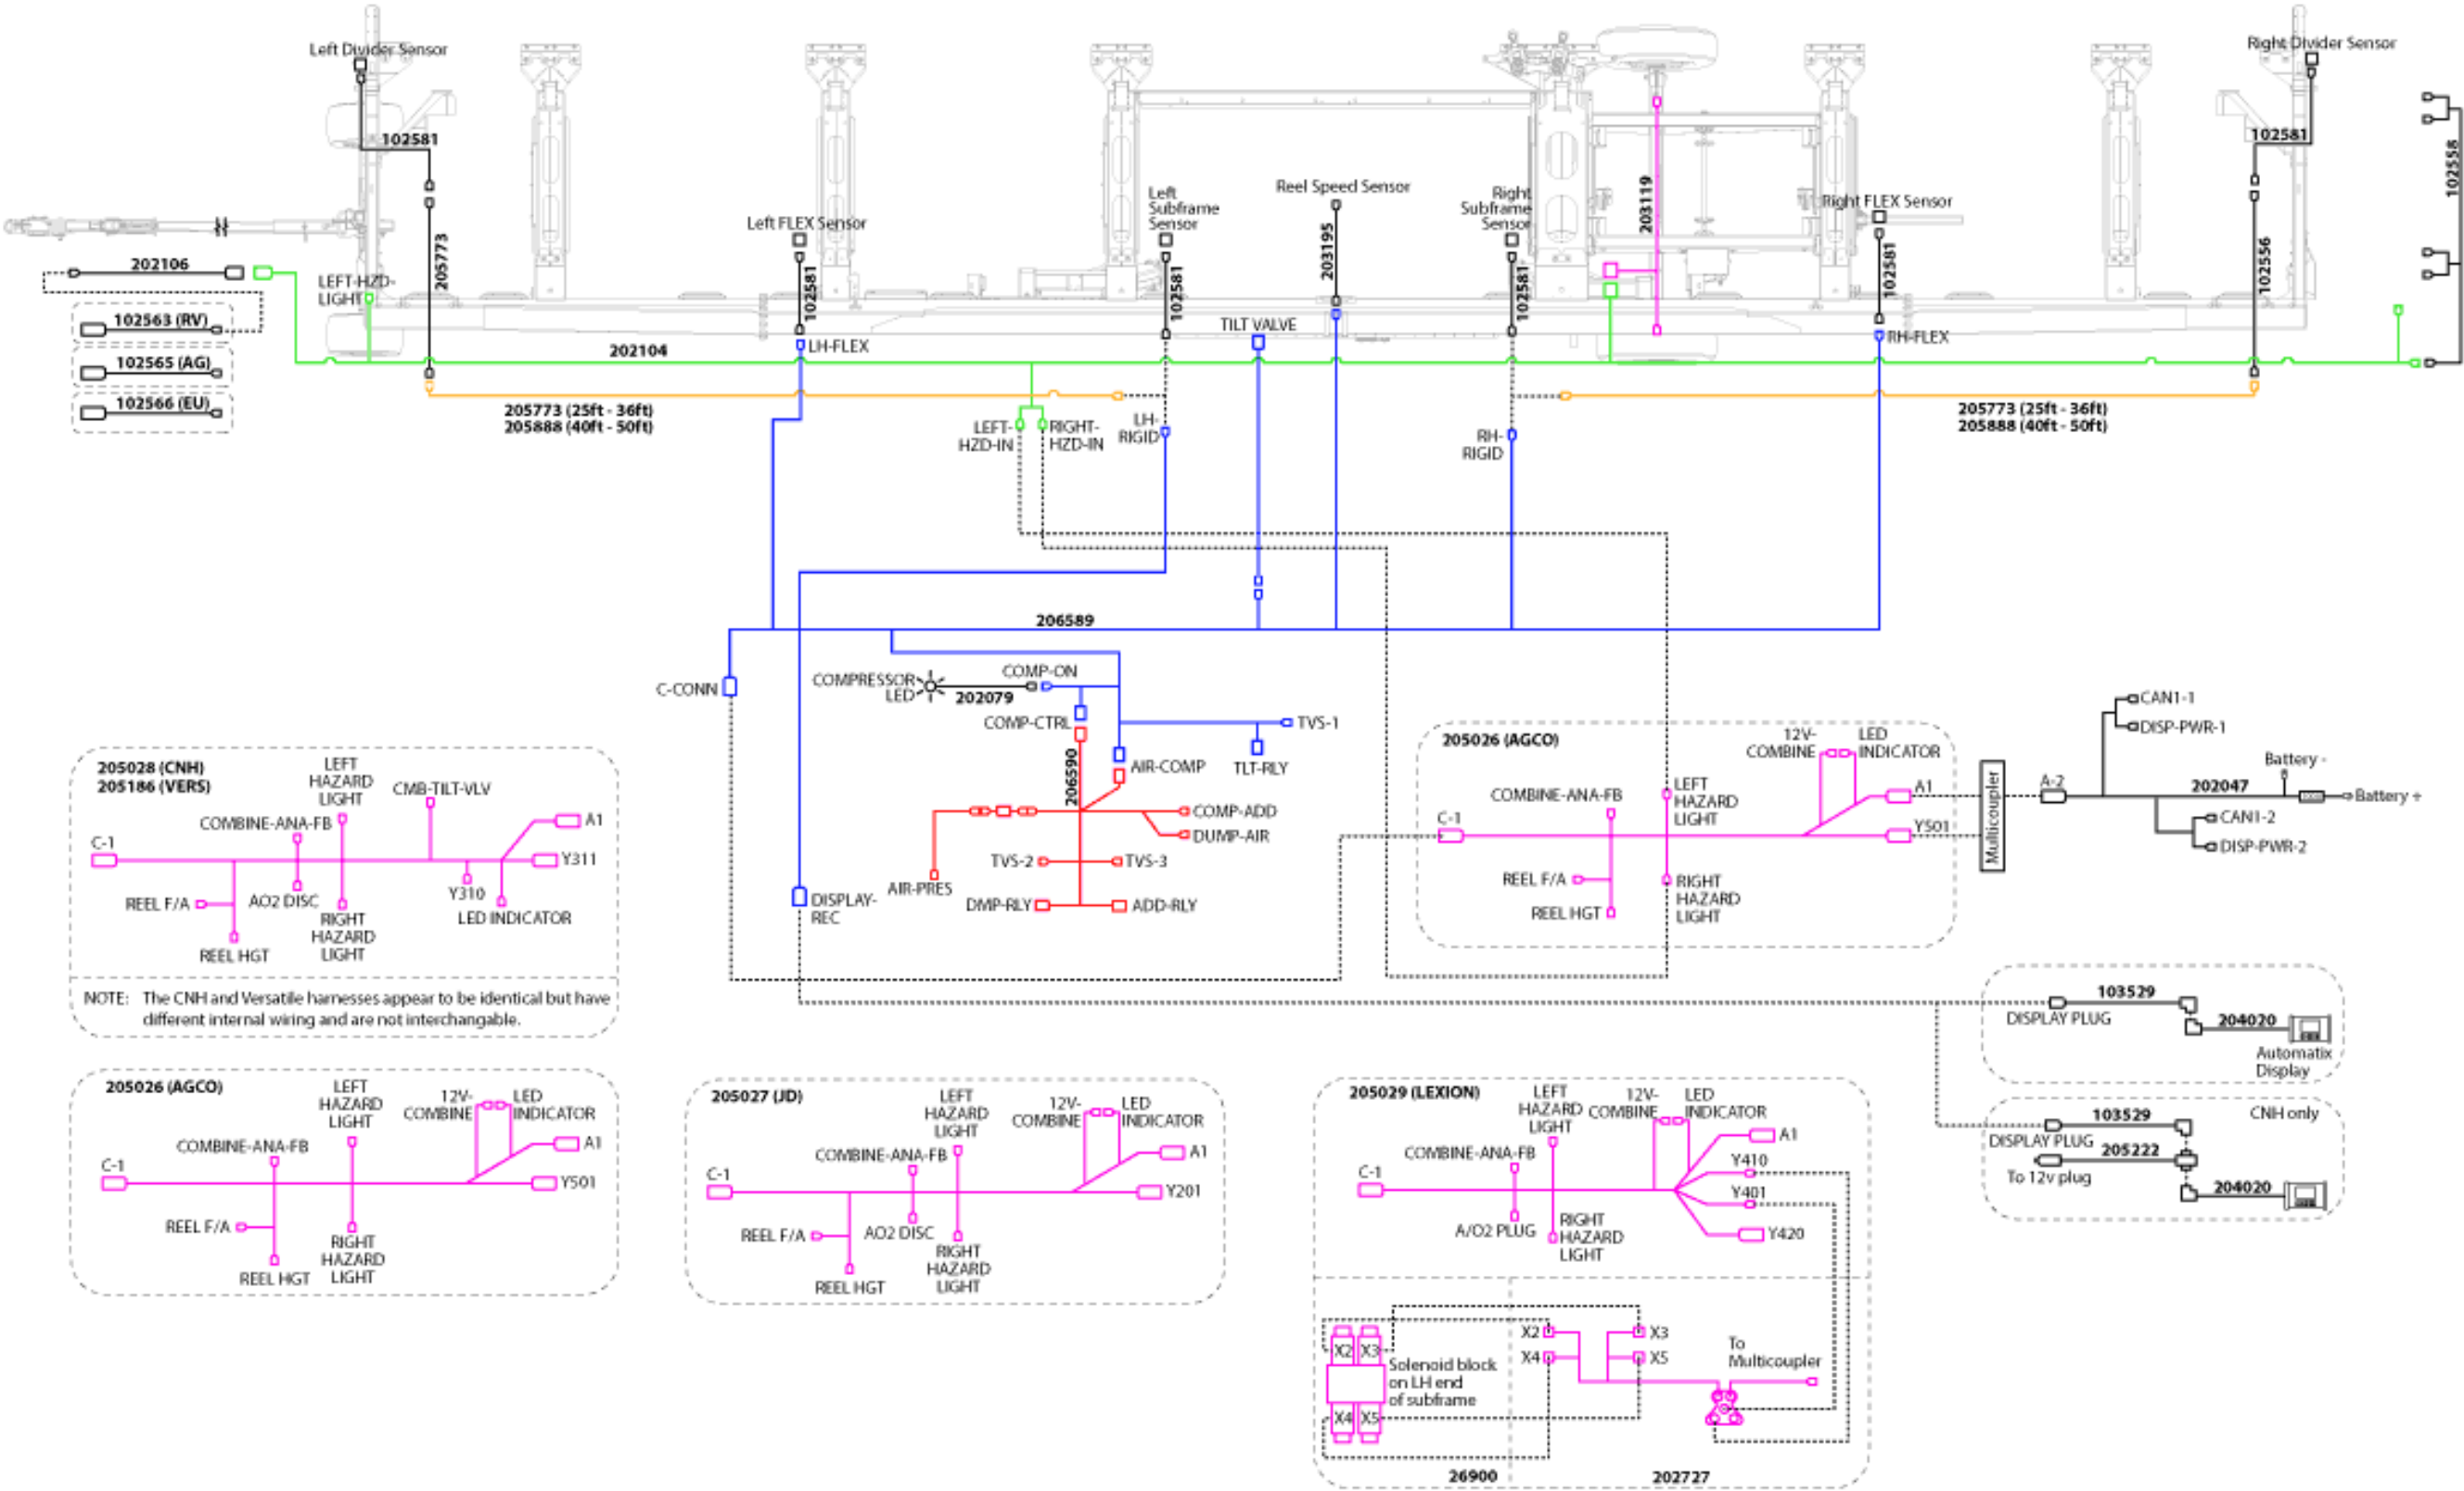 Left Divider Sensor
Right Divider Sensor
102581
102581
102558
Left FLEX Sensor
Left
Subframe
Sensor
Reel Speed Sensor
Right
Subframe
Sensor
203119
Right FLEX Sensor
205773
102581
102581
203195
102581
102581
102556
202106
LEFT-HZD-
LIGHT
102563 (RV)
102565 (AG)
102566 (EU)
202104
LH-FLEX
TILT VALVE
RH-FLEX
205773 (25ft - 36ft)
205888 (40ft - 50ft)
LEFT-
HZD-IN
RIGHT-
HZD-IN
LH-
RIGID
RH-
RIGID
205773 (25ft - 36ft)
205888 (40ft - 50ft)
206589
C-CONN
COMPRESSOR
LED
202079
COMP-ON
COMP-CTRL
TVS-1
TLT-RLY
AIR-COMP
206590
COMP-ADD
DUMP-AIR
TVS-2
TVS-3
AIR-PRES
DMP-RLY
ADD-RLY
DISPLAY-
REC
205026 (AGCO)
12V-
COMBINE
LED
INDICATOR
COMBINE-ANA-FB
LEFT
HAZARD
LIGHT
A1
C-1
Y501
REEL F/A
REEL HGT
RIGHT
HAZARD
LIGHT
Multicoupler
A-2
CAN1-1
DISP-PWR-1
Battery -
202047
Battery +
CAN1-2
DISP-PWR-2
205028 (CNH)
205186 (VERS)
LEFT
HAZARD
LIGHT
CMB-TILT-VLV
COMBINE-ANA-FB
A1
C-1
Y311
REEL F/A
AO2 DISC
Y310
RIGHT
HAZARD
LIGHT
LED INDICATOR
REEL HGT
NOTE: The CNH and Versatile harnesses appear to be identical but have
different internal wiring and are not interchangable.
103529
DISPLAY PLUG
204020
Automatix
Display
103529
CNH only
DISPLAY PLUG
205222
To 12v plug
204020
205026 (AGCO)
LEFT
HAZARD
LIGHT
12V-
COMBINE
LED
INDICATOR
COMBINE-ANA-FB
A1
C-1
Y501
REEL F/A
RIGHT
HAZARD
LIGHT
REEL HGT
205027 (JD)
LEFT
HAZARD
LIGHT
12V-
COMBINE
LED
INDICATOR
COMBINE-ANA-FB
A1
C-1
Y201
REEL F/A
AO2 DISC
RIGHT
HAZARD
LIGHT
REEL HGT
205029 (LEXION)
LEFT
HAZARD
LIGHT
12V-
COMBINE
LED
INDICATOR
COMBINE-ANA-FB
A1
Y410
C-1
Y401
A/O2 PLUG
RIGHT
HAZARD
LIGHT
Y420
X2
X3
X4
X5
X2
X3
X4
X5
Solenoid block
on LH end
of subframe
To
Multicoupler
26900
202727